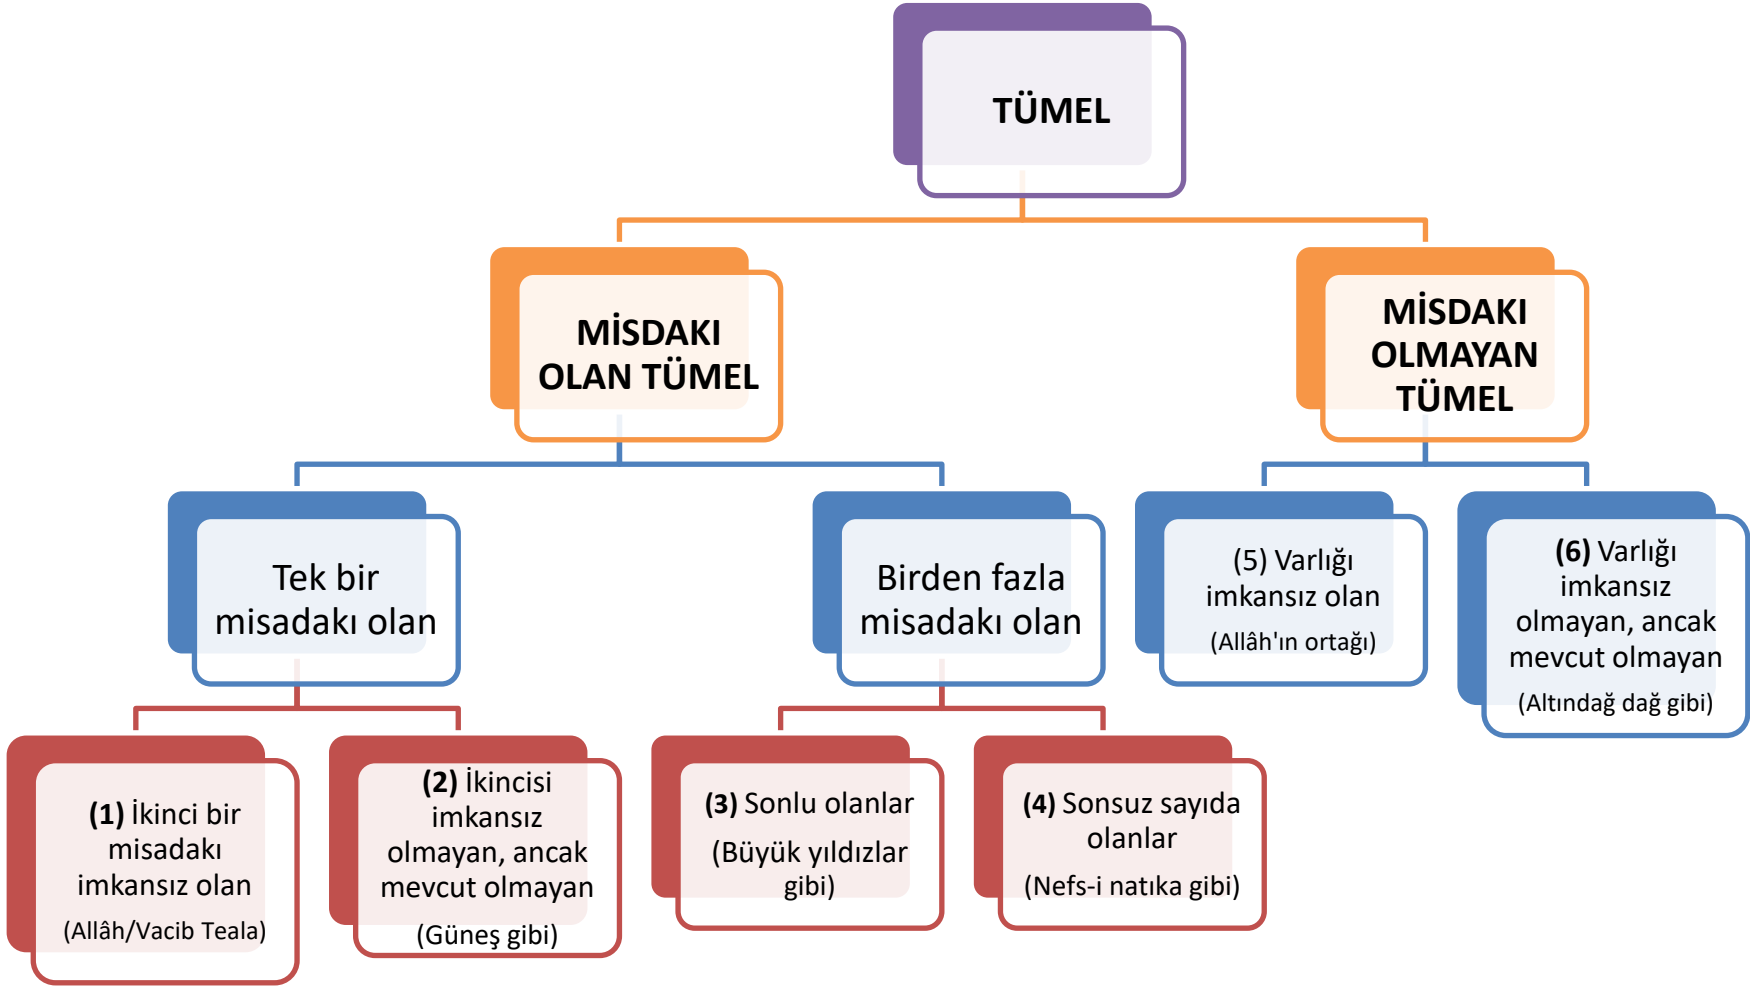 TÜMEL
MİSDAKI
OLAN TÜMEL
MİSDAKI
OLMAYAN
TÜMEL
Tek bir
misadakı olan
Birden fazla
misadakı olan
(5) Varlığı
imkansız olan
(Allâh'ın ortağı)
(6) Varlığı
imkansız
olmayan, ancak
mevcut olmayan
(Altındağ dağ gibi)
(1) İkinci bir
misadakı
imkansız olan
(Allâh/Vacib Teala)
(2) İkincisi
imkansız
olmayan, ancak
mevcut olmayan
(Güneş gibi)
(3) Sonlu olanlar
(Büyük yıldızlar
gibi)
(4) Sonsuz sayıda
olanlar
(Nefs-i natıka gibi)